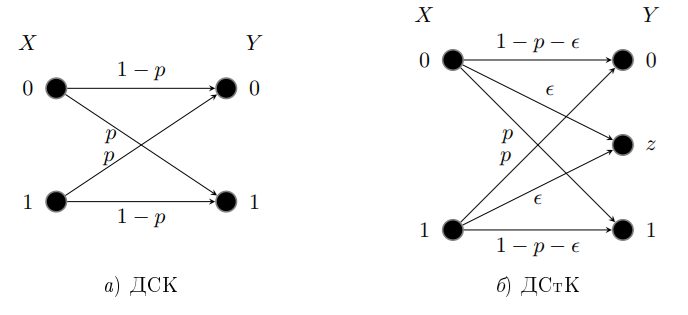 X Y
0 1 − p 0
p
p
1 1 − p 1
а) ДСК
X Y
0 1 − p − ϵ 0
ϵ
p
z
p
ϵ
1 1 − p − ϵ 1
б) ДСтК